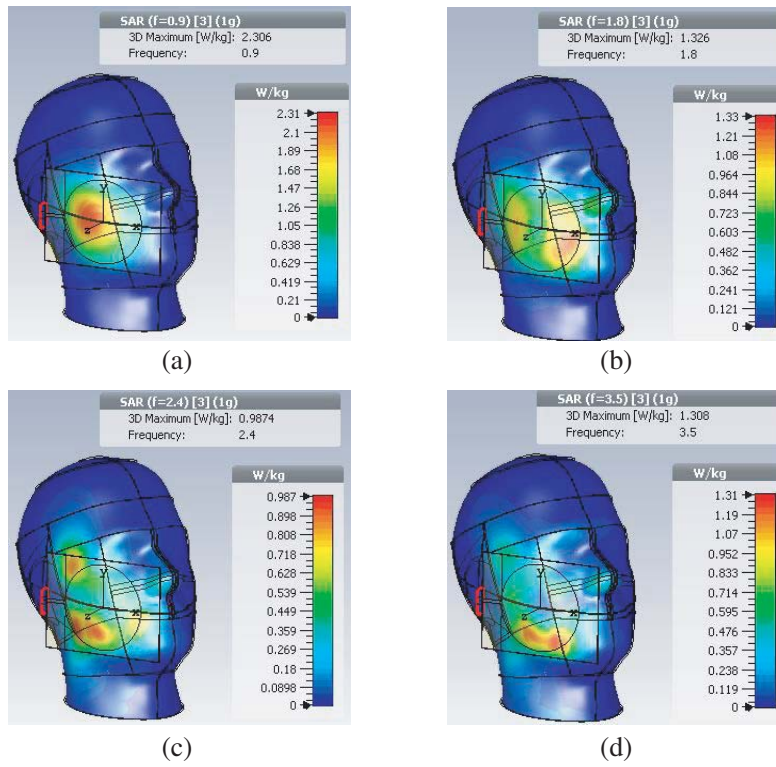 SAR (f=0.9) [3] (1g)
3D Maximum [W/kg]: 2.306
Frequency: 0.9
W/kg
2.31
2.1
1.89
1.68
1.47
1.26
1.05
0.838
0.629
0.419
0.21
0
y
z
x
(a)
SAR (f=1.8) [3] (1g)
3D Maximum [W/kg]: 1.326
Frequency: 1.8
W/kg
1.33
1.21
1.08
0.964
0.844
0.723
0.603
0.482
0.362
0.241
0.121
0
y
z
x
(b)
SAR (f=2.4) [3] (1g)
3D Maximum [W/kg]: 0.9874
Frequency: 2.4
W/kg
0.987
0.898
0.808
0.718
0.628
0.539
0.449
0.359
0.269
0.18
0.0898
0
y
z
x
(c)
SAR (f=3.5) [3] (1g)
3D Maximum [W/kg]: 1.308
Frequency: 3.5
W/kg
1.31
1.19
1.07
0.952
0.833
0.714
0.595
0.476
0.357
0.238
0.119
0
y
z
x
(d)